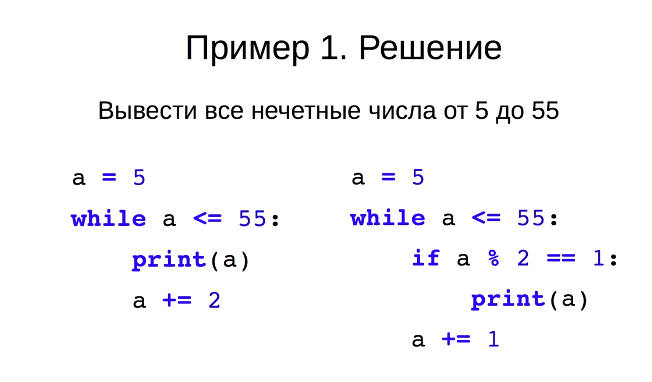 Пример 1. Решение
Вывести все нечетные числа от 5 до 55
a = 5
while a <= 55:
    print(a)
    a += 2
a = 5
while a <= 55:
    if a % 2 == 1:
        print(a)
    a += 1